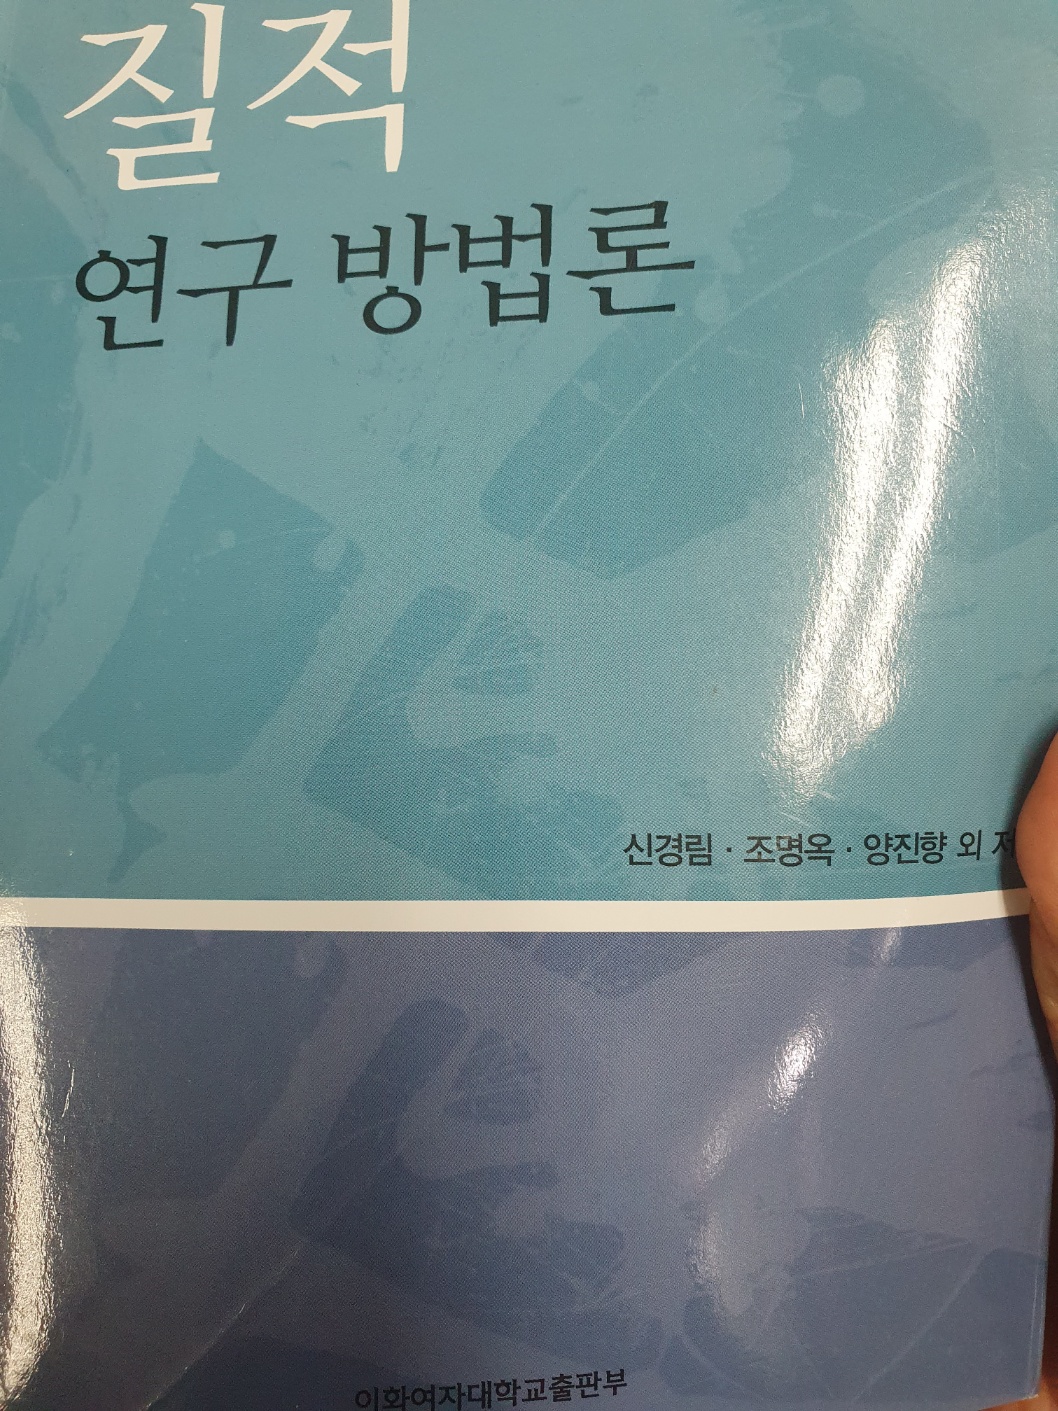 질적
연구 방법론
신경림 · 조명옥 · 양진향 외 저
이화여자대학교출판부